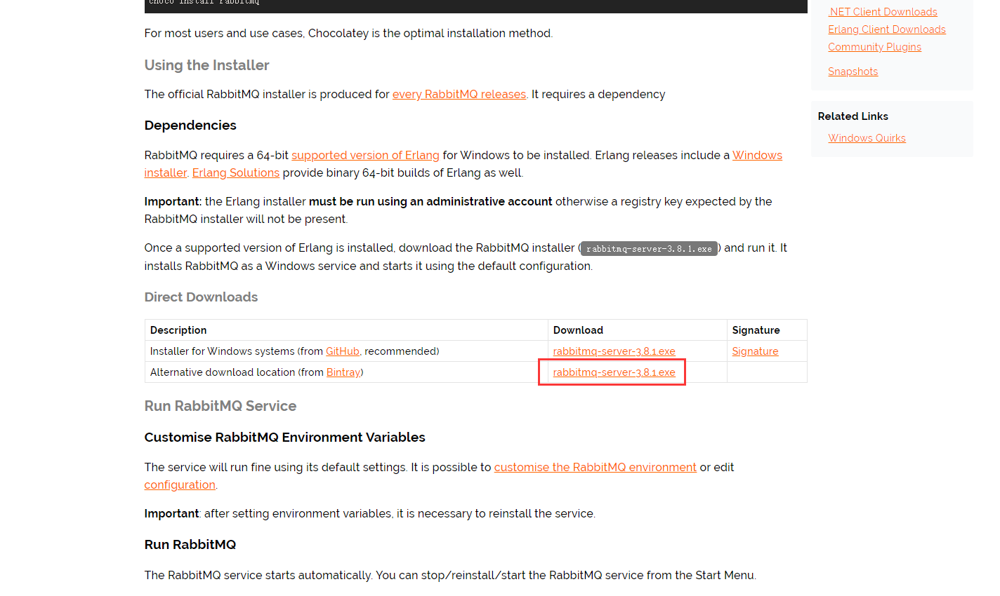 choco install rabbitmq
For most users and use cases, Chocolatey is the optimal installation method.
Using the Installer
The official RabbitMQ installer is produced for every RabbitMQ releases. It requires a dependency
Dependencies
RabbitMQ requires a 64-bit supported version of Erlang for Windows to be installed. Erlang releases include a Windows
installer. Erlang Solutions provide binary 64-bit builds of Erlang as well.
Important: the Erlang installer must be run using an administrative account otherwise a registry key expected by the
RabbitMQ installer will not be present.
Once a supported version of Erlang is installed, download the RabbitMQ installer (rabbitmq-server-3.8.1.exe) and run it. It
installs RabbitMQ as a Windows service and starts it using the default configuration.
Direct Downloads
Description Download Signature
Installer for Windows systems (from GitHub, recommended) rabbitmq-server-3.8.1.exe Signature
Alternative download location (from Bintray) rabbitmq-server-3.8.1.exe
Run RabbitMQ Service
Customise RabbitMQ Environment Variables
The service will run fine using its default settings. It is possible to customise the RabbitMQ environment or edit
configuration.
Important: after setting environment variables, it is necessary to reinstall the service.
Run RabbitMQ
The RabbitMQ service starts automatically. You can stop/reinstall/start the RabbitMQ service from the Start Menu.
.NET Client Downloads
Erlang Client Downloads
Community Plugins
Snapshots
Related Links
Windows Quirks